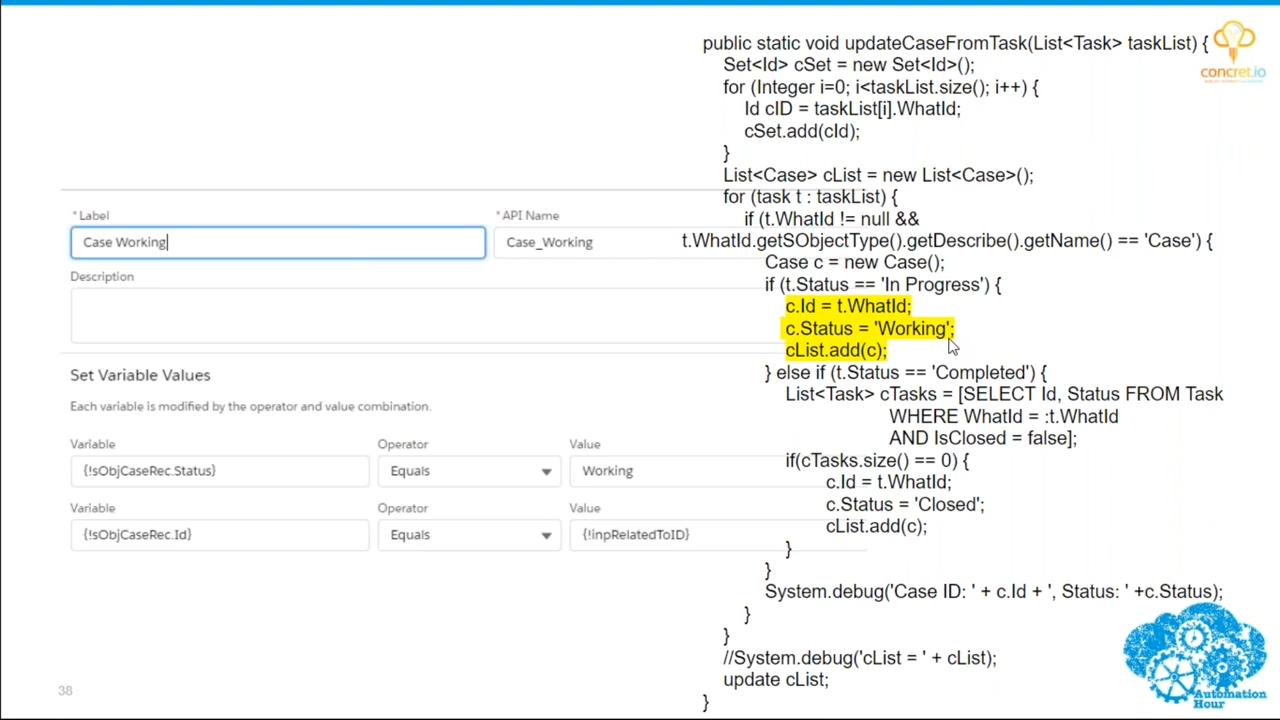 public static void updateCaseFromTask(List<Task> taskList) {
Set<Id> cSet = new Set<Id>();
for (Integer i=0; i<taskList.size(); i++) {
Id cID = taskList[i].WhatId;
cSet.add(cId);
}
List<Case> cList = new List<Case>();
for (task t : taskList) {
if (t.WhatId != null &&
t.WhatId.getSObjectType().getDescribe().getName() == 'Case') {
Case c = new Case();
if (t.Status == 'In Progress') {
c.Id = t.WhatId;
c.Status = 'Working';
cList.add(c);
} else if (t.Status == 'Completed') {
List<Task> cTasks = [SELECT Id, Status FROM Task
WHERE WhatId = :t.WhatId
AND IsClosed = false];
if(cTasks.size() == 0) {
c.Id = t.WhatId;
c.Status = 'Closed';
cList.add(c);
}
}
System.debug('Case ID: ' + c.Id + ', Status: ' +c.Status);
}
}
//System.debug('cList = ' + cList);
update cList;
}
concret.io
* Label
* API Name
Case Working
Case_Working
Description
Set Variable Values
Each variable is modified by the operator and value combination.
Variable
Operator
Value
{!sObjCaseRec.Status}
Equals
Working
Variable
Operator
Value
{!sObjCaseRec.Id}
Equals
{!inpRelatedToID}
38
Automation
Hour